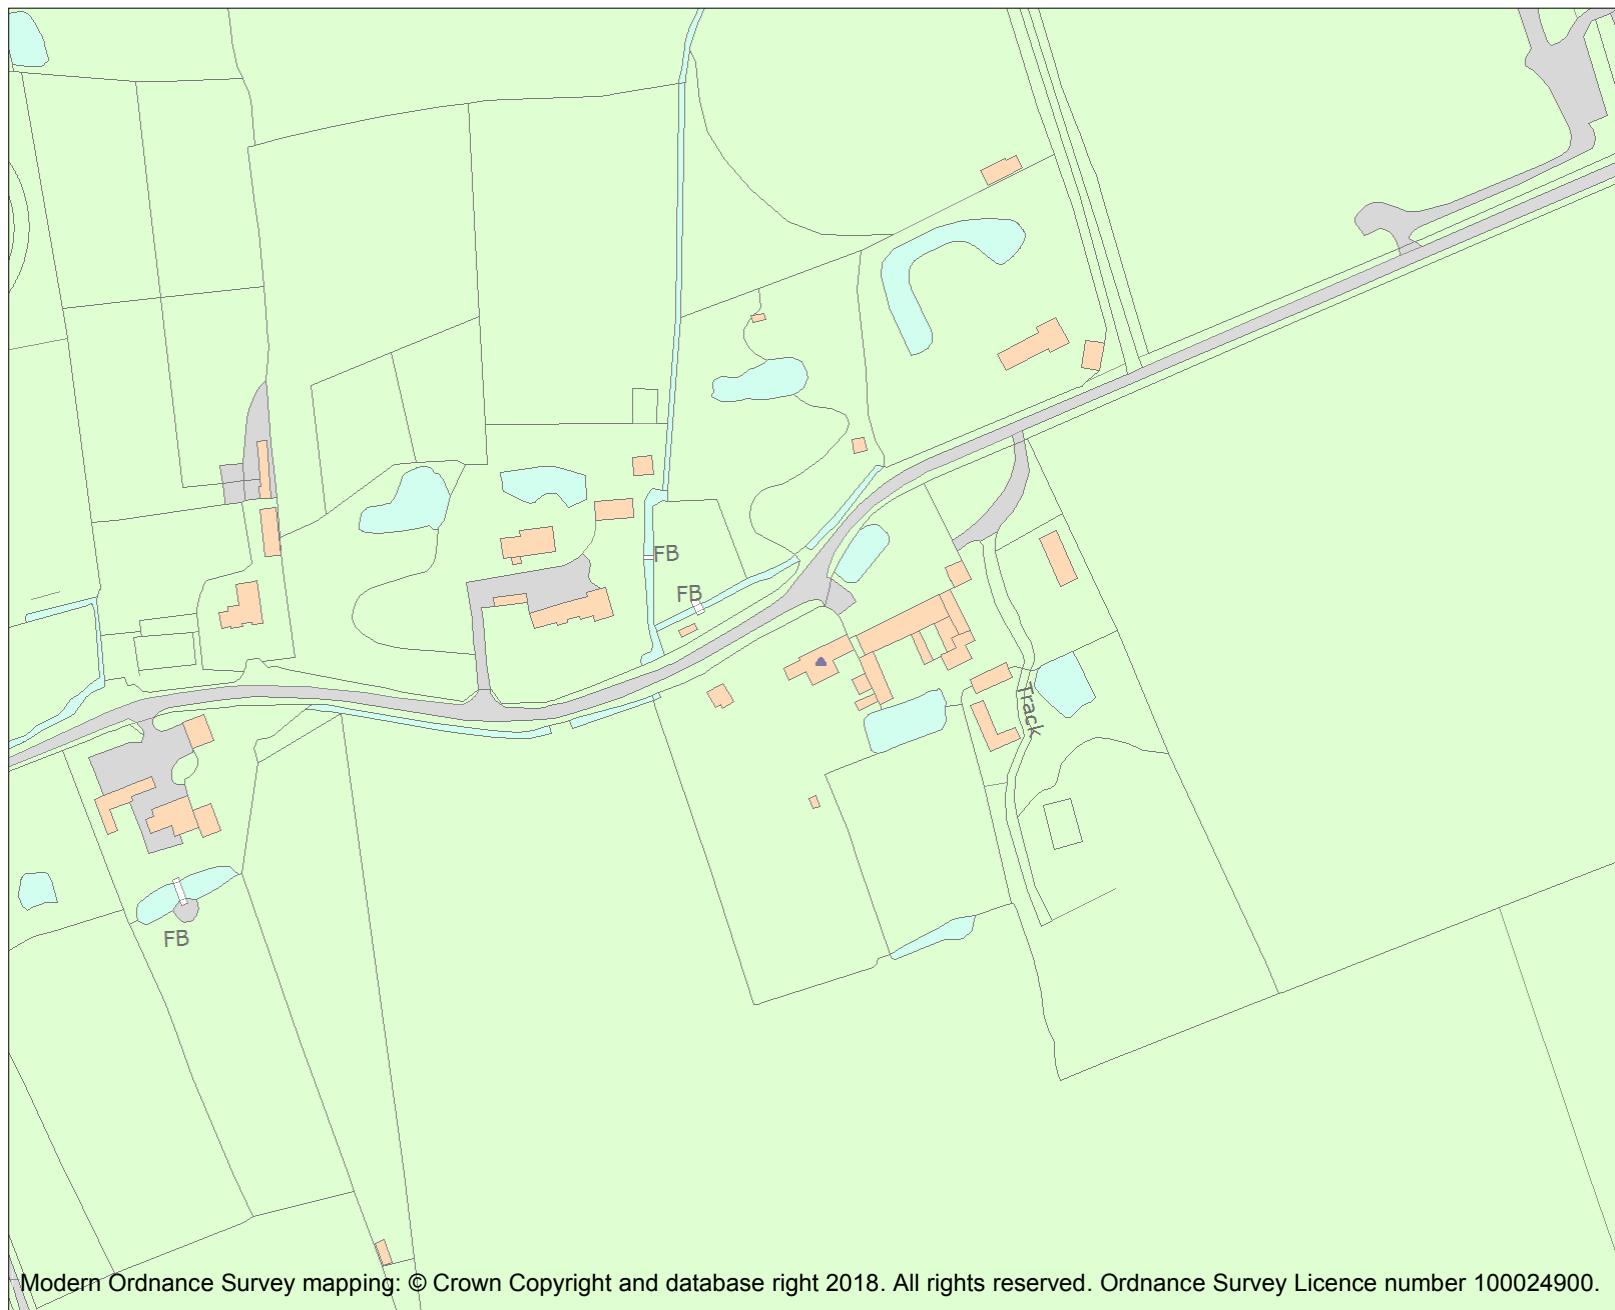 FB
FB
Track
FB
Modern Ordnance Survey mapping: © Crown Copyright and database right 2018. All rights reserved. Ordnance Survey Licence number 100024900.